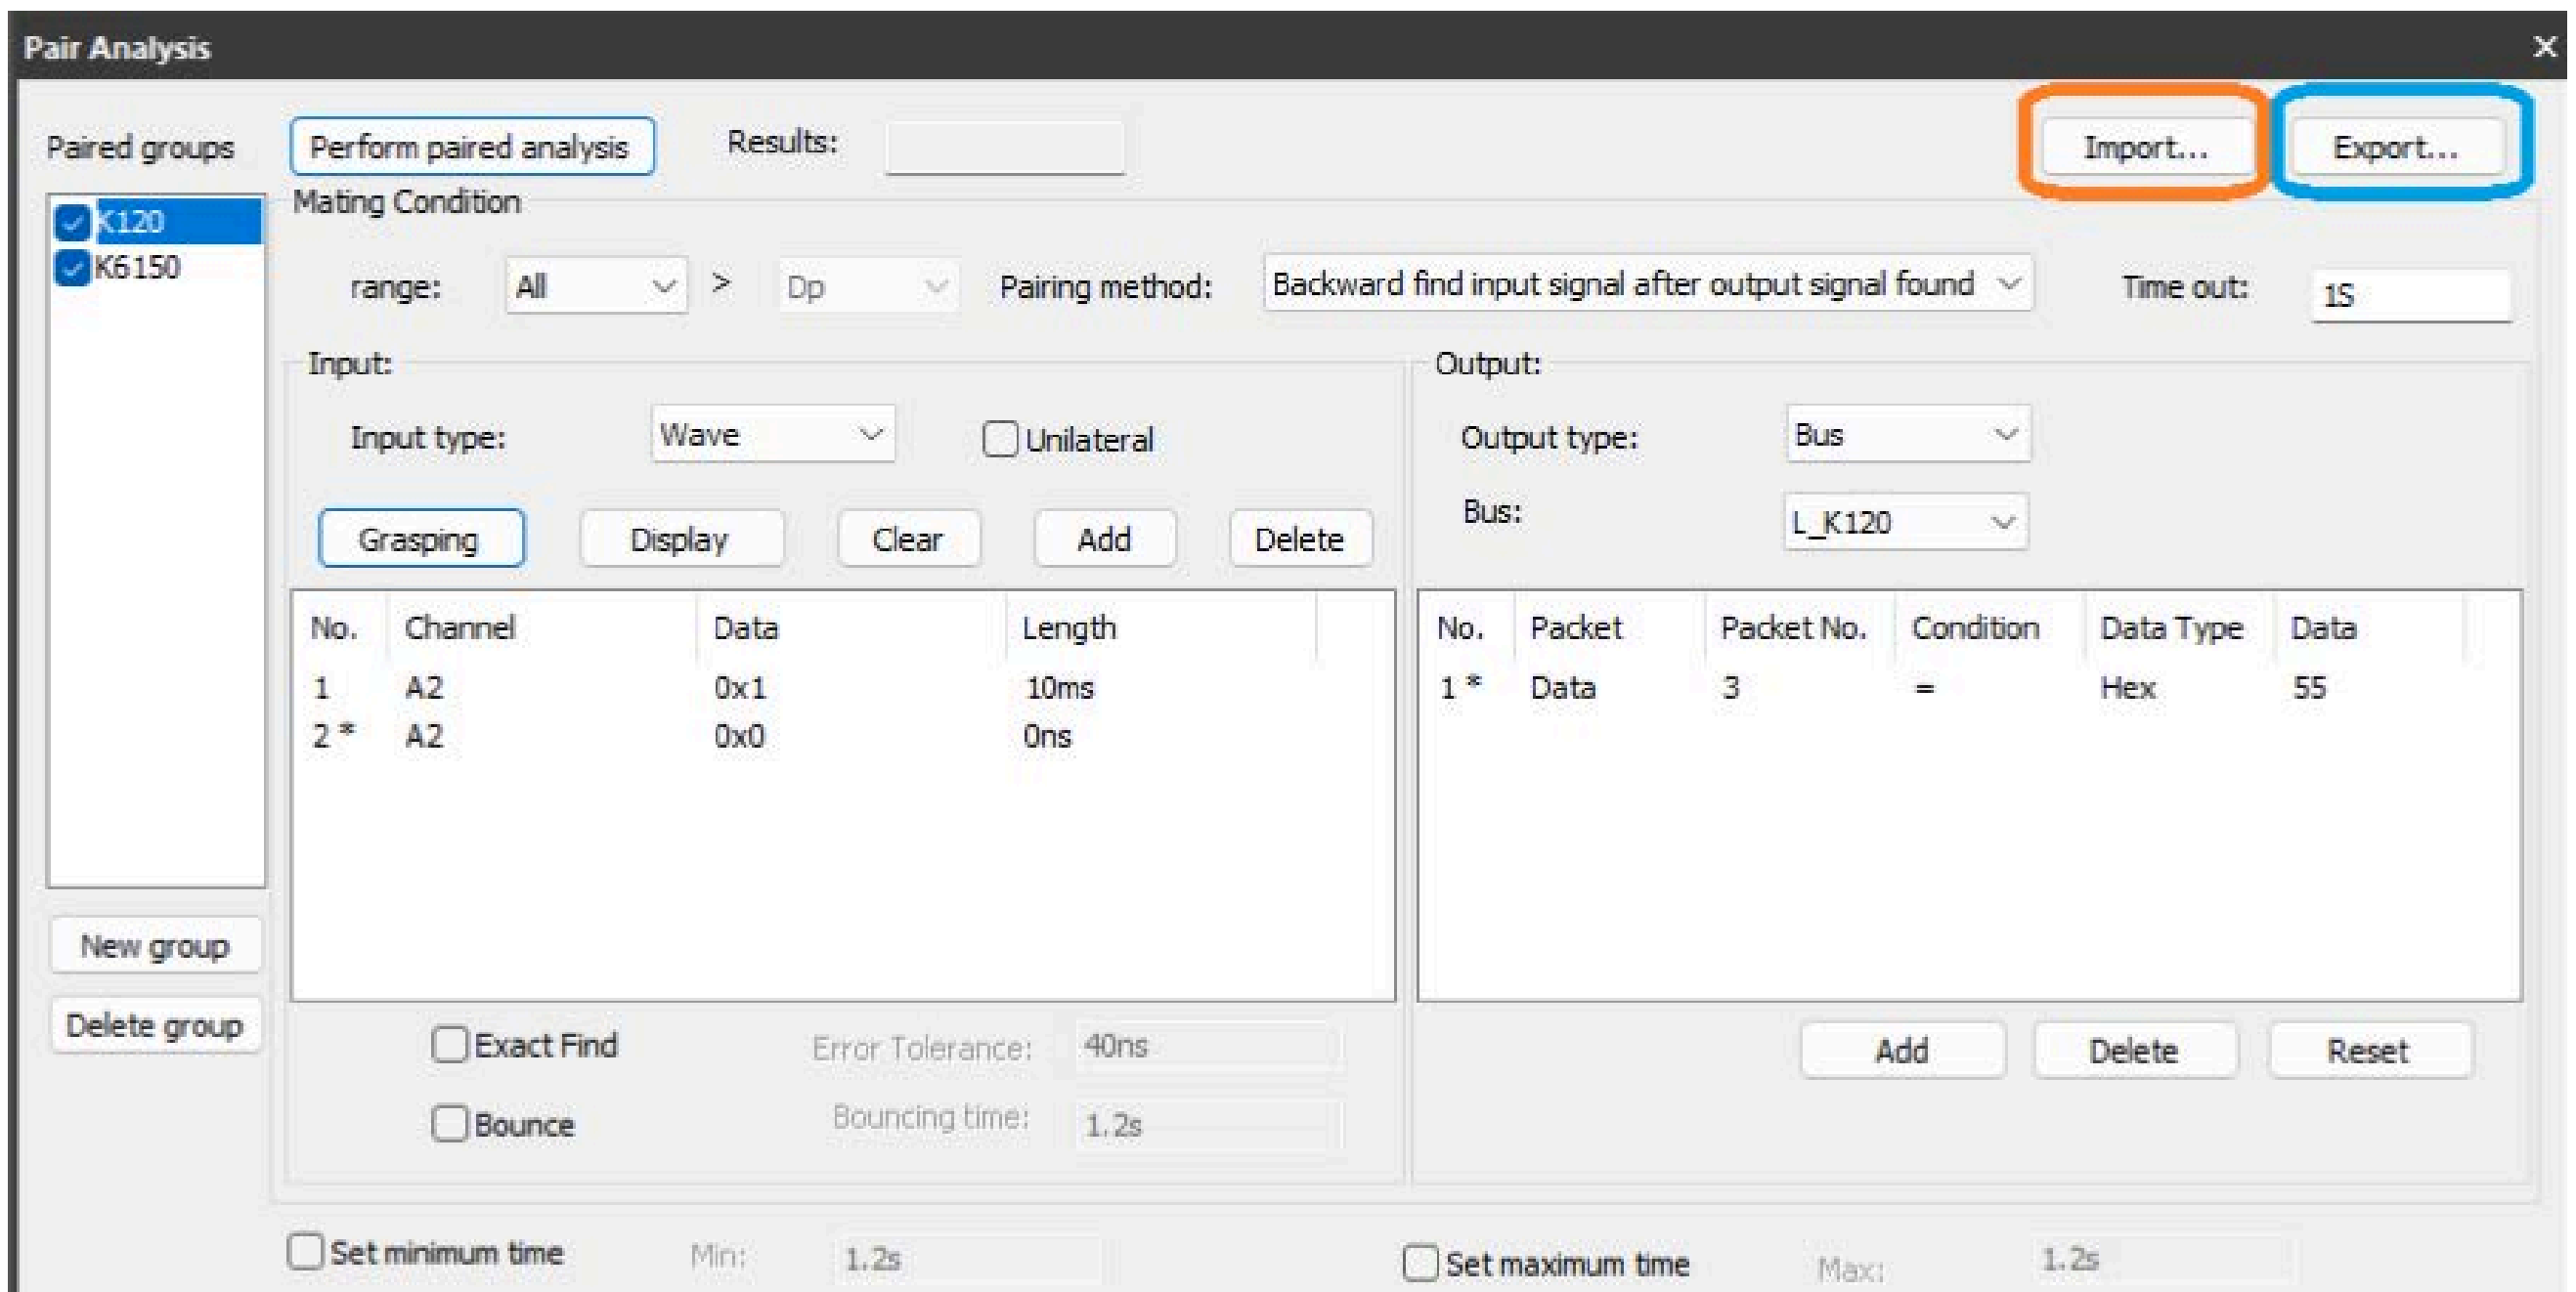 Pair Analysis
Paired groups Perform paired analysis Results: Import... Export...
K120
K6150
New group
Delete group
Mating Condition
range: All > Dp Pairing method: Backward find input signal after output signal found Time out: 1S
Input:
Input type: Wave Unilateral
Grasping Display Clear Add Delete
No. Channel Data Length
1 A2 0x1 10ms
2 * A2 0x0 0ns
Exact Find Error Tolerance: 40ns
Bounce Bouncing time: 1.2s
Output:
Output type: Bus
Bus: L_K120
No. Packet Packet No. Condition Data Type Data
1 * Data 3 = Hex 55
Add Delete Reset
Set minimum time Min: 1.2s Set maximum time Max: 1.2s